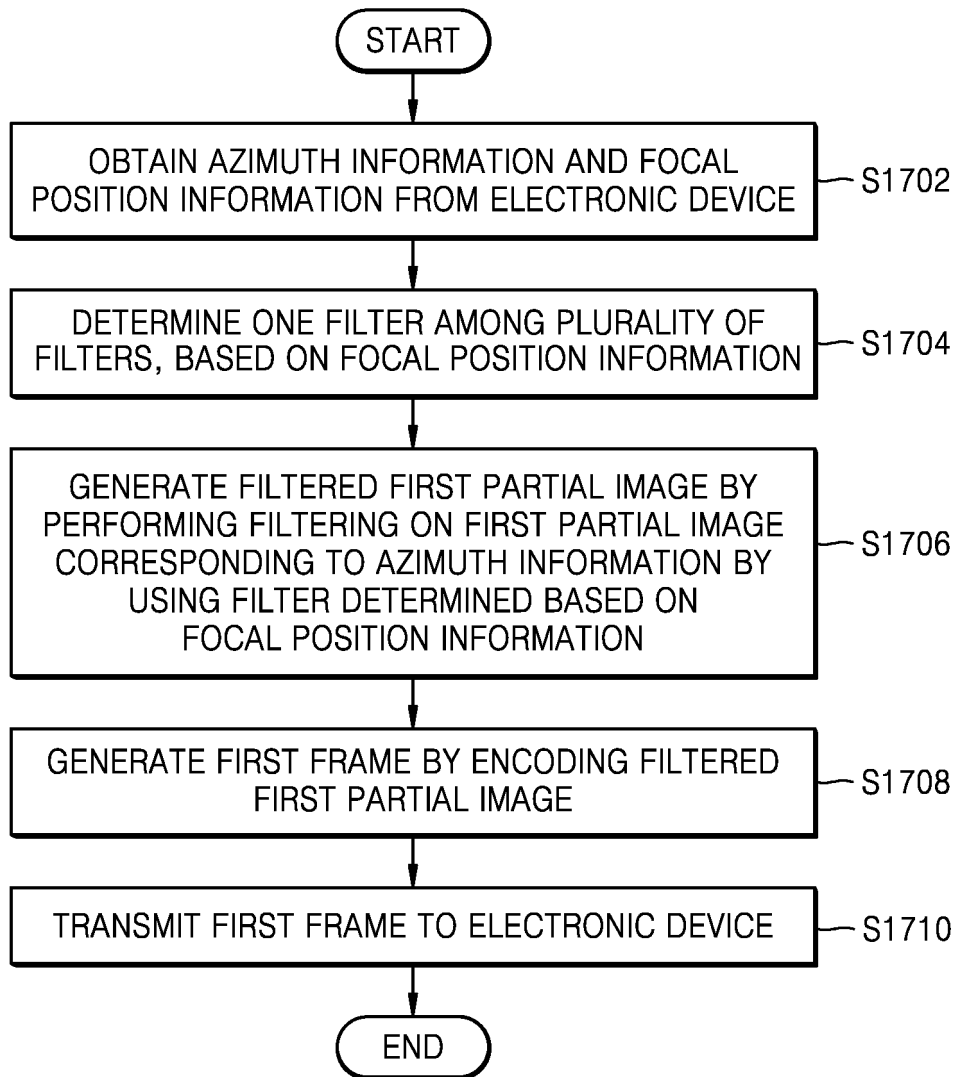 START
OBTAIN AZIMUTH INFORMATION AND FOCAL
POSITION INFORMATION FROM ELECTRONIC DEVICE
S1702
DETERMINE ONE FILTER AMONG PLURALITY OF
FILTERS, BASED ON FOCAL POSITION INFORMATION
S1704
GENERATE FILTERED FIRST PARTIAL IMAGE BY
PERFORMING FILTERING ON FIRST PARTIAL IMAGE
CORRESPONDING TO AZIMUTH INFORMATION BY
USING FILTER DETERMINED BASED ON
FOCAL POSITION INFORMATION
S1706
GENERATE FIRST FRAME BY ENCODING FILTERED
FIRST PARTIAL IMAGE
S1708
TRANSMIT FIRST FRAME TO ELECTRONIC DEVICE
S1710
END